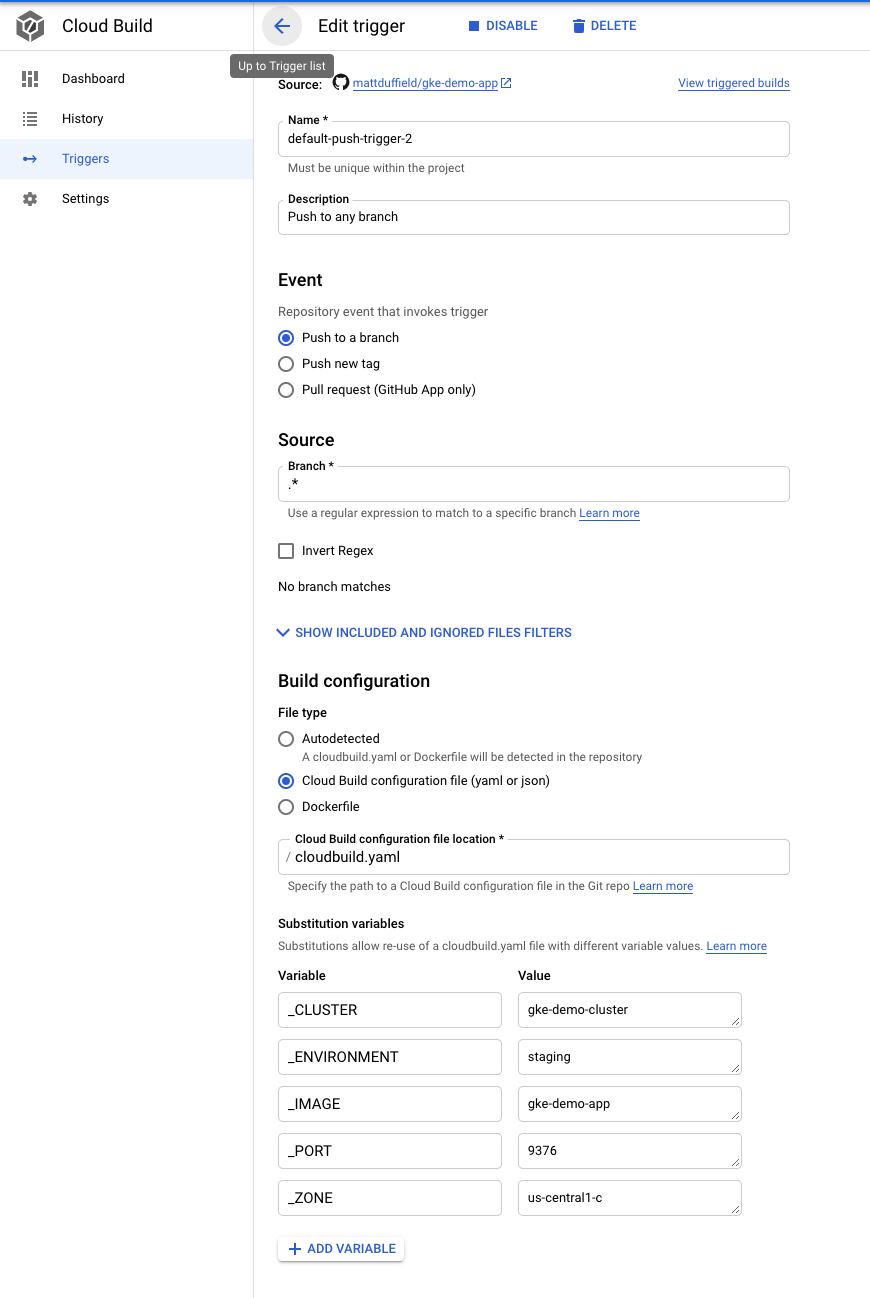 Cloud Build
Edit trigger
DISABLE
DELETE
Up to Trigger list
Dashboard
History
Triggers
Settings
Source: mattduffield/gke-demo-app
View triggered builds
Name *
default-push-trigger-2
Must be unique within the project
Description
Push to any branch
Event
Repository event that invokes trigger
Push to a branch
Push new tag
Pull request (GitHub App only)
Source
Branch *
.*
Use a regular expression to match to a specific branch Learn more
Invert Regex
No branch matches
SHOW INCLUDED AND IGNORED FILES FILTERS
Build configuration
File type
Autodetected
A cloudbuild.yaml or Dockerfile will be detected in the repository
Cloud Build configuration file (yaml or json)
Dockerfile
Cloud Build configuration file location *
/ cloudbuild.yaml
Specify the path to a Cloud Build configuration file in the Git repo Learn more
Substitution variables
Substitutions allow re-use of a cloudbuild.yaml file with different variable values. Learn more
Variable Value
_CLUSTER gke-demo-cluster
_ENVIRONMENT staging
_IMAGE gke-demo-app
_PORT 9376
_ZONE us-central1-c
+ ADD VARIABLE